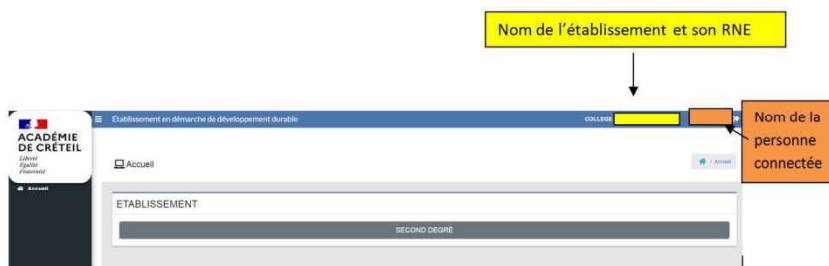 Nom de l'établissement et son RNE
ACADÉMIE
DE CRÉTEIL
Liberté
Égalité
Fraternité
Etablissement en démarche de développement durable
COLLEGE
Nom de la
personne
connectée
Accueil
/ Accueil
Accueil
ETABLISSEMENT
SECOND DEGRÉ